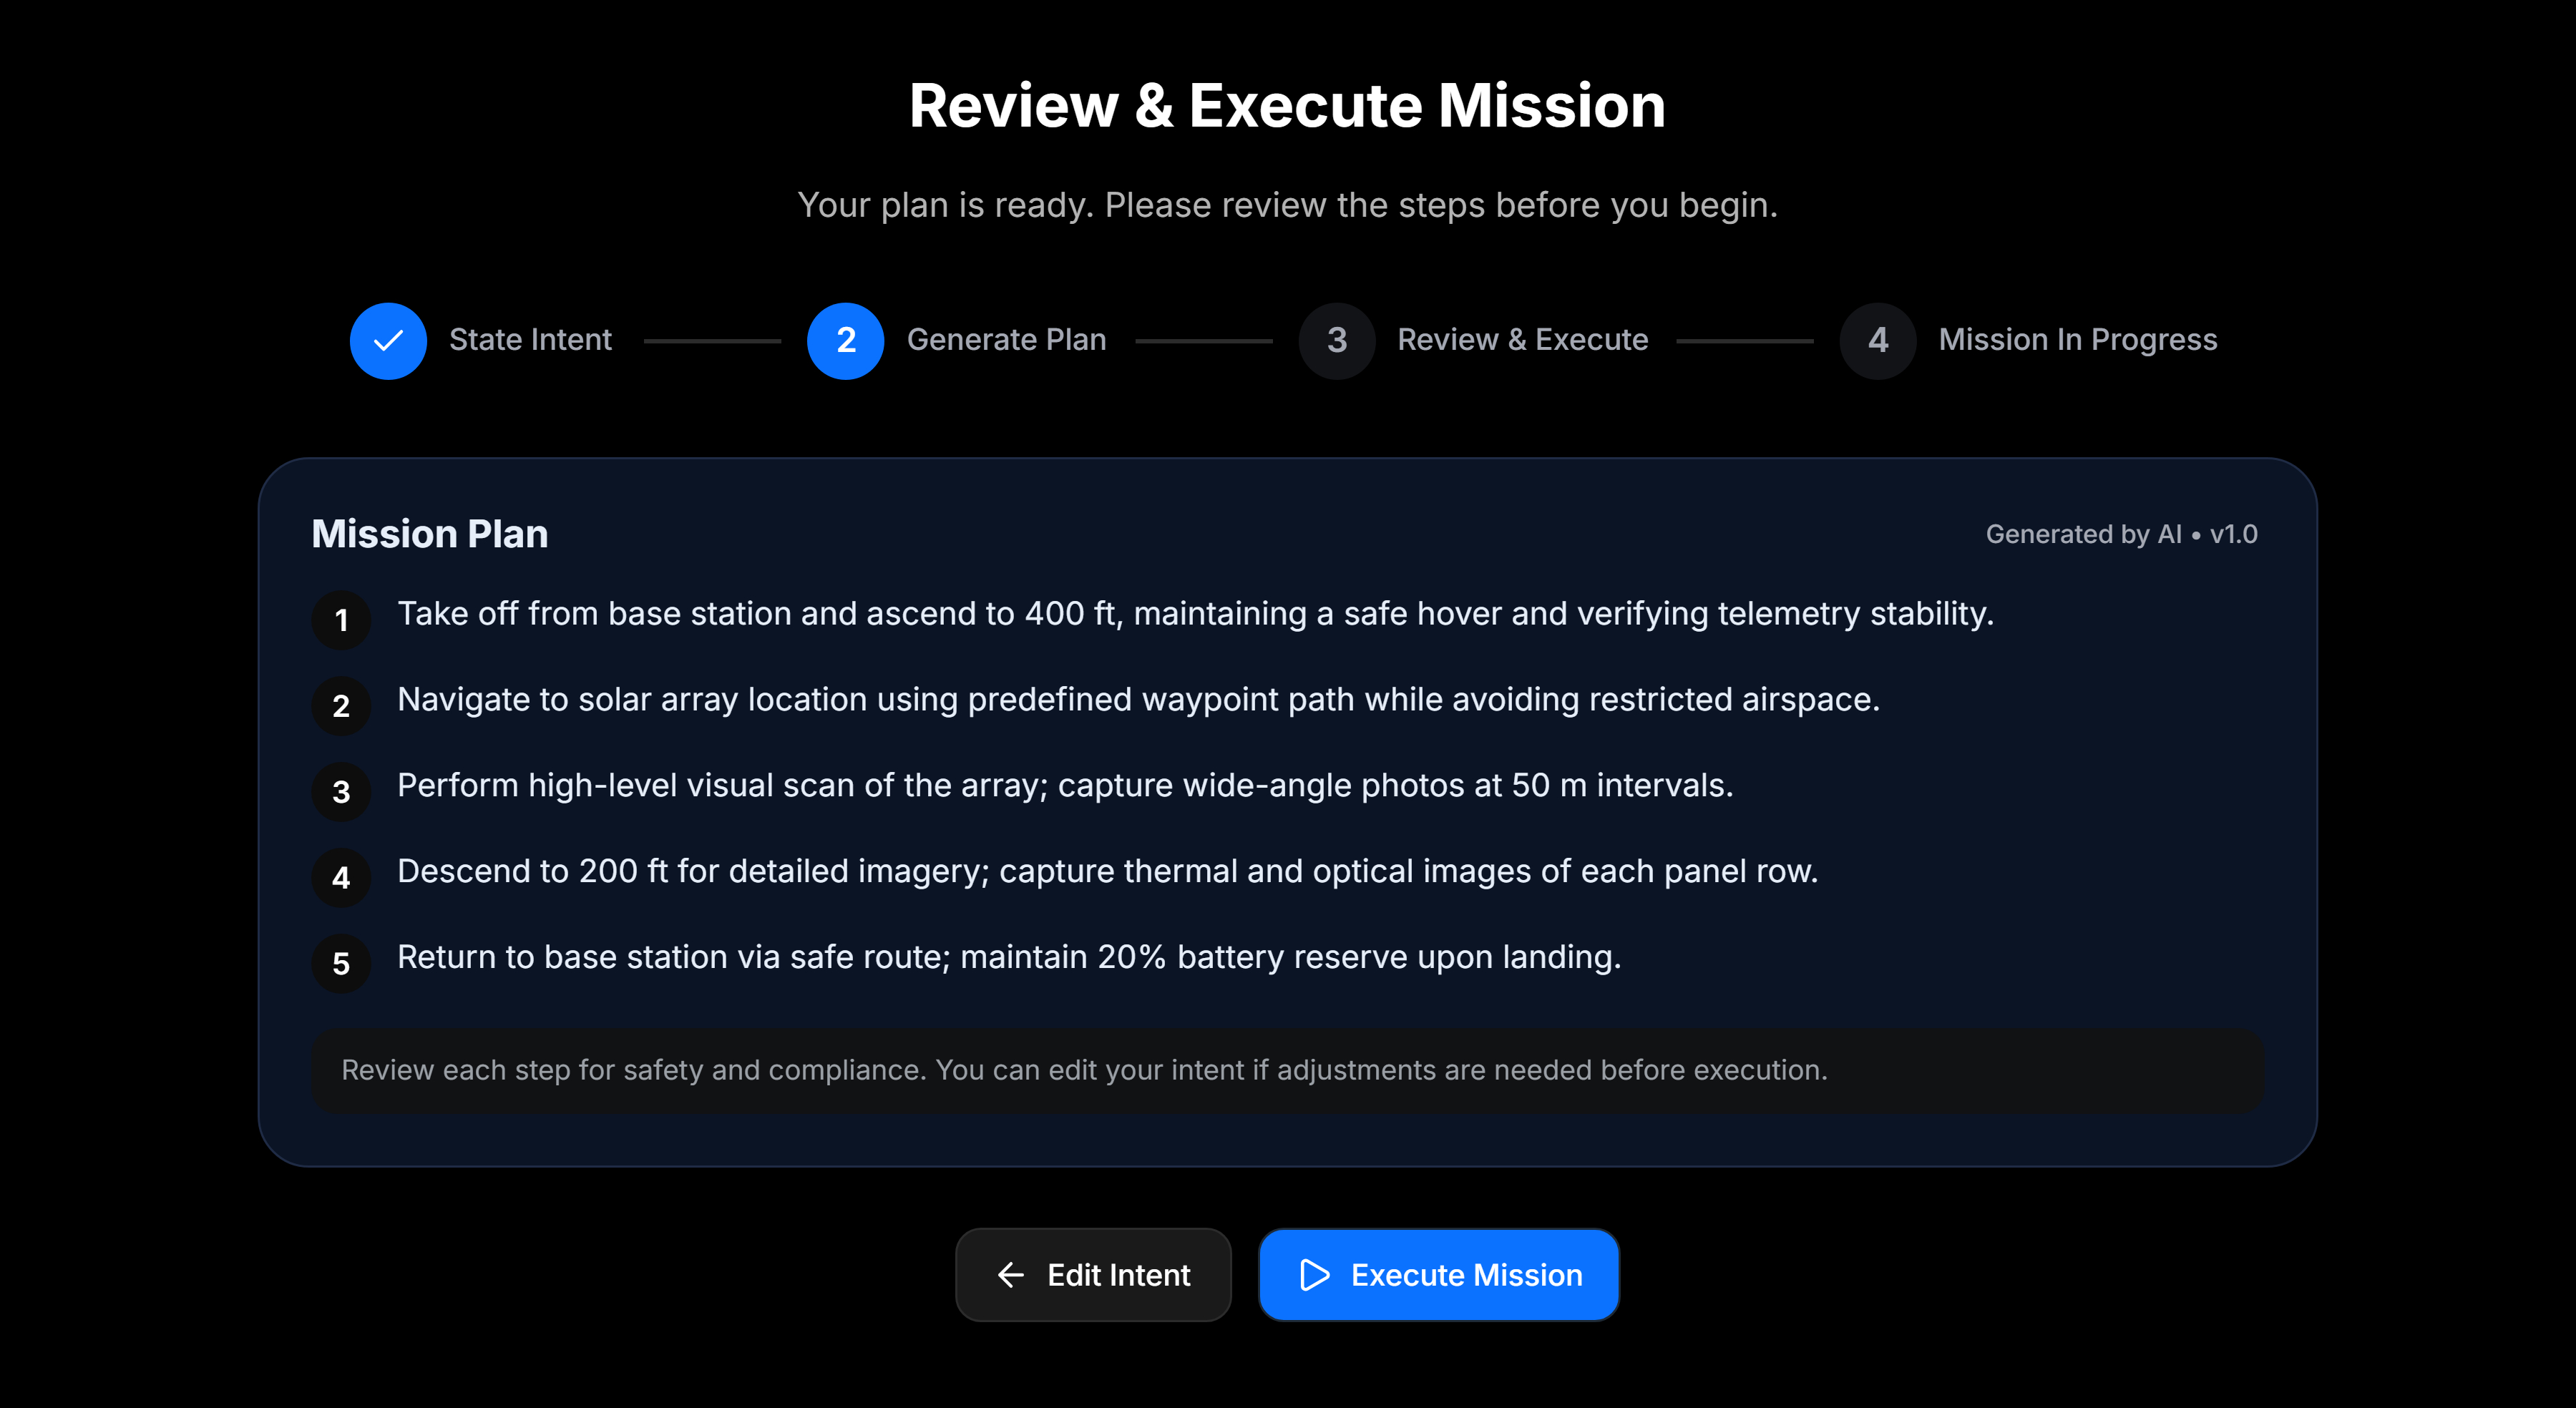 Review & Execute Mission
Your plan is ready. Please review the steps before you begin.
State Intent
2 Generate Plan
3 Review & Execute
4 Mission In Progress
Mission Plan
Generated by AI • v1.0
1 Take off from base station and ascend to 400 ft, maintaining a safe hover and verifying telemetry stability.
2 Navigate to solar array location using predefined waypoint path while avoiding restricted airspace.
3 Perform high-level visual scan of the array; capture wide-angle photos at 50 m intervals.
4 Descend to 200 ft for detailed imagery; capture thermal and optical images of each panel row.
5 Return to base station via safe route; maintain 20% battery reserve upon landing.
Review each step for safety and compliance. You can edit your intent if adjustments are needed before execution.
Edit Intent
Execute Mission